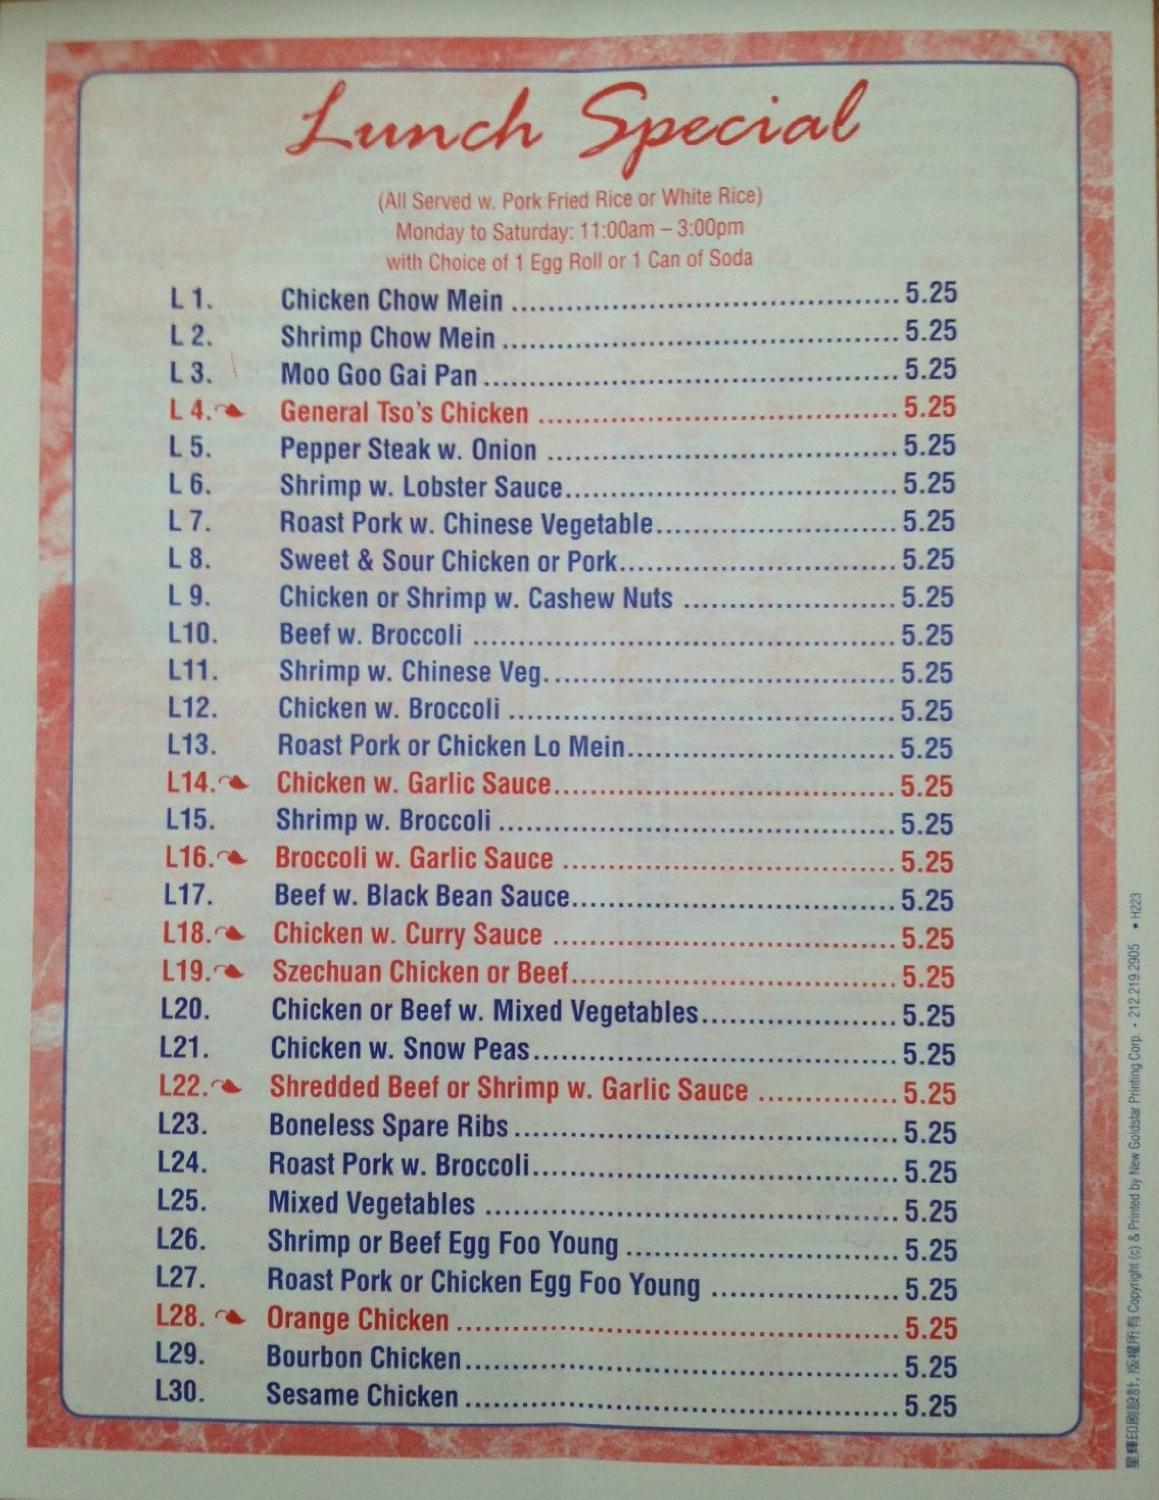 Lunch Special
(All Served w. Pork Fried Rice or White Rice)
Monday to Saturday: 11:00am – 3:00pm
with Choice of 1 Egg Roll or 1 Can of Soda
L 1. Chicken Chow Mein 5.25
L 2. Shrimp Chow Mein 5.25
L 3. Moo Goo Gai Pan 5.25
L 4. General Tso's Chicken 5.25
L 5. Pepper Steak w. Onion 5.25
L 6. Shrimp w. Lobster Sauce 5.25
L 7. Roast Pork w. Chinese Vegetable 5.25
L 8. Sweet & Sour Chicken or Pork 5.25
L 9. Chicken or Shrimp w. Cashew Nuts 5.25
L10. Beef w. Broccoli 5.25
L11. Shrimp w. Chinese Veg. 5.25
L12. Chicken w. Broccoli 5.25
L13. Roast Pork or Chicken Lo Mein 5.25
L14. Chicken w. Garlic Sauce 5.25
L15. Shrimp w. Broccoli 5.25
L16. Broccoli w. Garlic Sauce 5.25
L17. Beef w. Black Bean Sauce 5.25
L18. Chicken w. Curry Sauce 5.25
L19. Szechuan Chicken or Beef 5.25
L20. Chicken or Beef w. Mixed Vegetables 5.25
L21. Chicken w. Snow Peas 5.25
L22. Shredded Beef or Shrimp w. Garlic Sauce 5.25
L23. Boneless Spare Ribs 5.25
L24. Roast Pork w. Broccoli 5.25
L25. Mixed Vegetables 5.25
L26. Shrimp or Beef Egg Foo Young 5.25
L27. Roast Pork or Chicken Egg Foo Young 5.25
L28. Orange Chicken 5.25
L29. Bourbon Chicken 5.25
L30. Sesame Chicken 5.25
星輝印刷設計, 版權所有 Copyright (c) & Printed by New Goldstar Printing Corp. • 212.219.2905 • H223